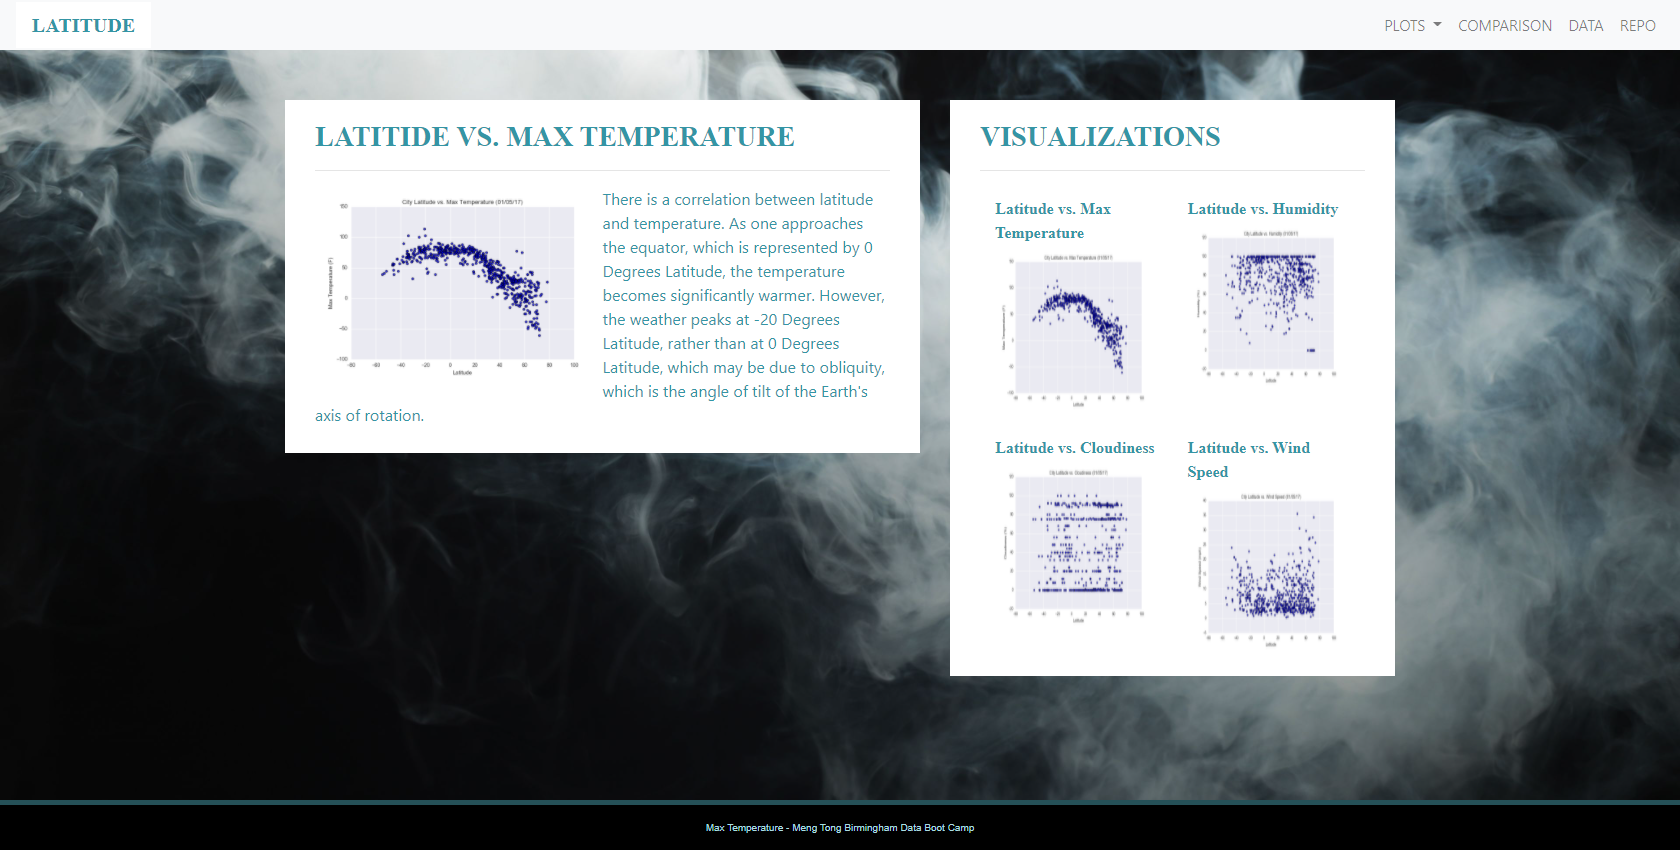 LATITUDE
PLOTS COMPARISON DATA REPO
LATITIDE VS. MAX TEMPERATURE
City Latitude vs. Max Temperature (01/05/17)
150
100
50
0
-50
-100
Max Temperature (F)
-80 -60 -40 -20 0 20 40 60 80 100
Latitude
There is a correlation between latitude
and temperature. As one approaches
the equator, which is represented by 0
Degrees Latitude, the temperature
becomes significantly warmer. However,
the weather peaks at -20 Degrees
Latitude, rather than at 0 Degrees
Latitude, which may be due to obliquity,
which is the angle of tilt of the Earth's
axis of rotation.
VISUALIZATIONS
Latitude vs. Max
Temperature
Latitude vs. Humidity
Latitude vs. Cloudiness
Latitude vs. Wind
Speed
Max Temperature - Meng Tong Birmingham Data Boot Camp